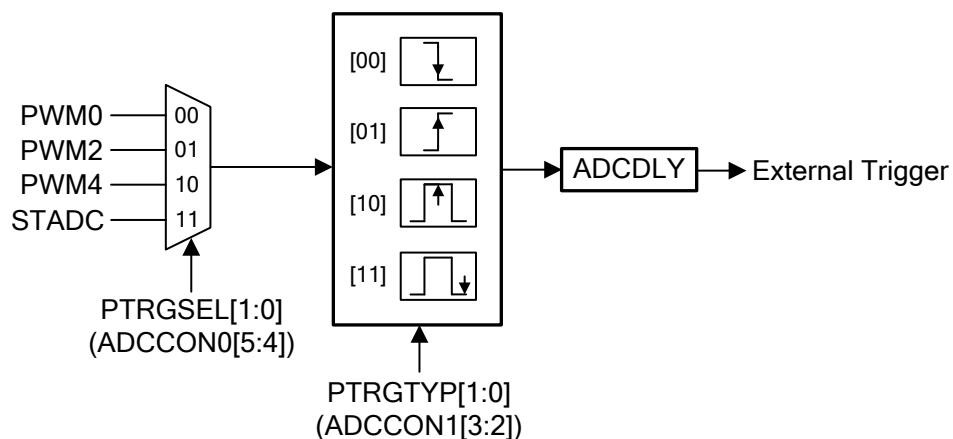 PWM0
PWM2
PWM4
STADC
00
01
10
11
PTRGSEL[1:0]
(ADCCON0[5:4])
[00]
[01]
[10]
[11]
PTRGTYP[1:0]
(ADCCON1[3:2])
ADCDLY
External Trigger